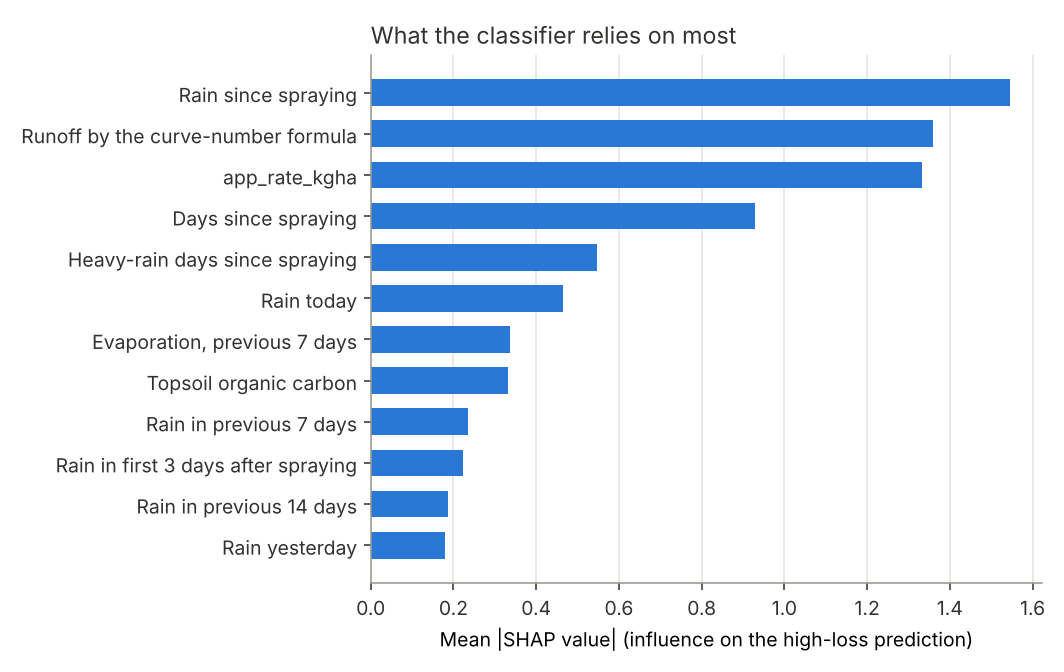 What the classifier relies on most
Rain since spraying
Runoff by the curve-number formula
app_rate_kgha
Days since spraying
Heavy-rain days since spraying
Rain today
Evaporation, previous 7 days
Topsoil organic carbon
Rain in previous 7 days
Rain in first 3 days after spraying
Rain in previous 14 days
Rain yesterday
0.0 0.2 0.4 0.6 0.8 1.0 1.2 1.4 1.6
Mean |SHAP value| (influence on the high-loss prediction)